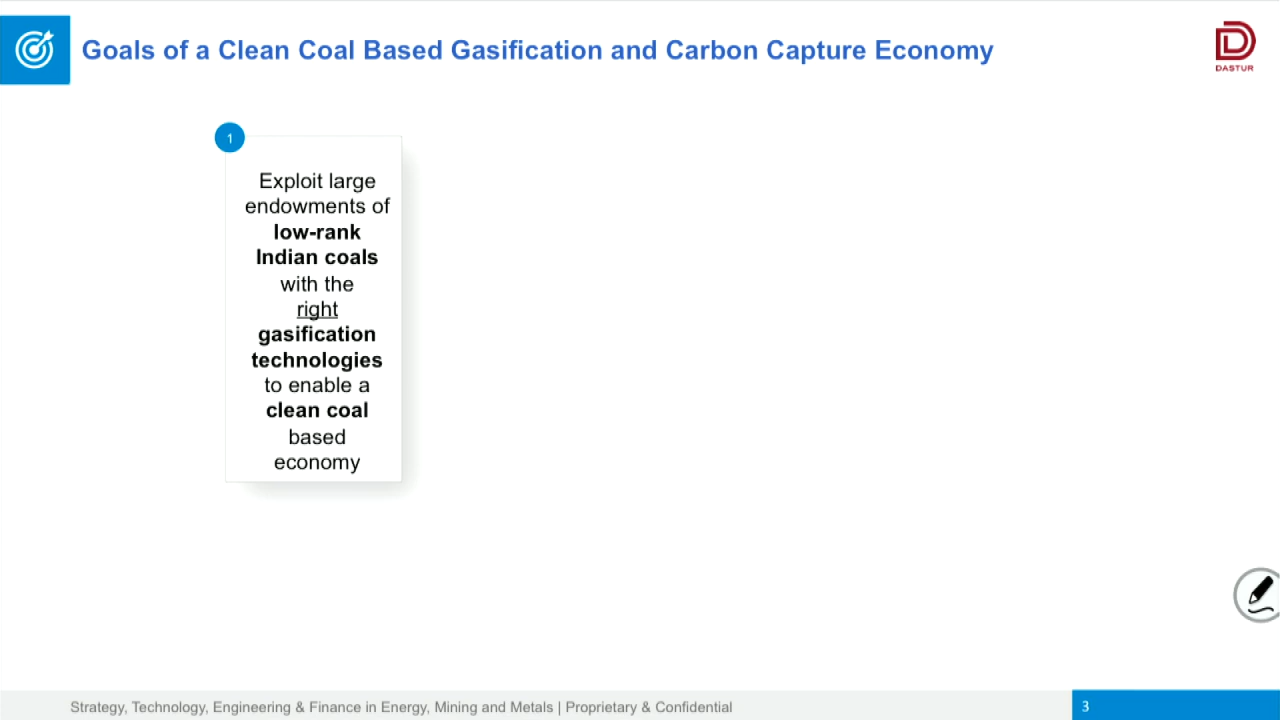 Goals of a Clean Coal Based Gasification and Carbon Capture Economy
DASTUR
1
Exploit large
endowments of
low-rank
Indian coals
with the
right
gasification
technologies
to enable a
clean coal
based
economy
Strategy, Technology, Engineering & Finance in Energy, Mining and Metals | Proprietary & Confidential
3